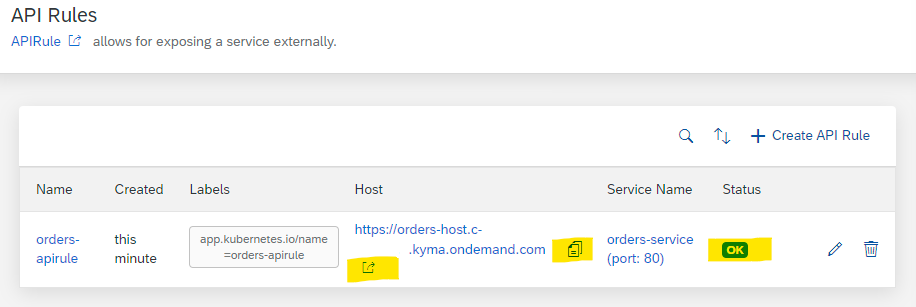 API Rules
APIRule allows for exposing a service externally.
Create API Rule
Name Created Labels Host Service Name Status
orders-apirule
this minute
app.kubernetes.io/name
=orders-apirule
https://orders-host.c-
.kyma.ondemand.com
orders-service
(port: 80)
OK